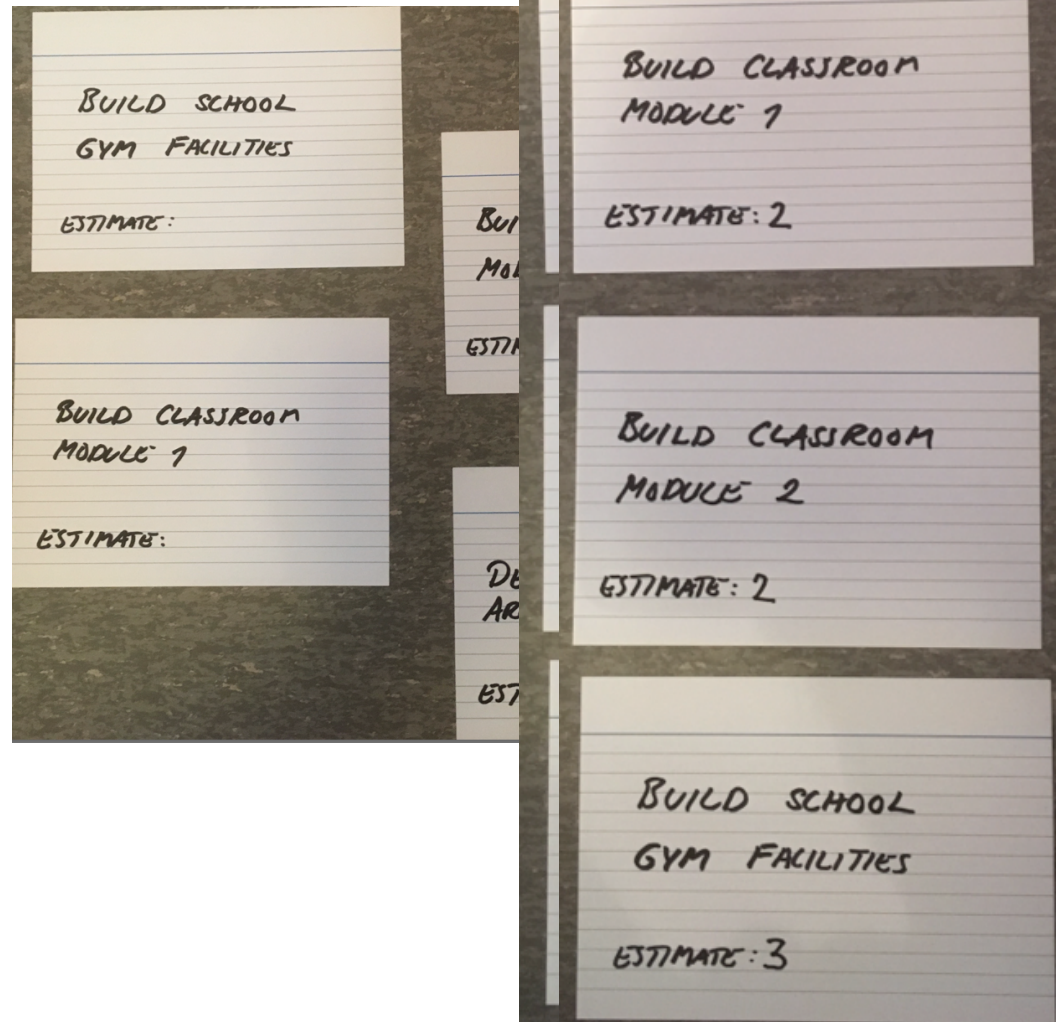 BUILD SCHOOL
GYM FACILITIES
ESTIMATE:
BUILD CLASSROOM
MODULE 1
ESTIMATE:
BUILD CLASSROOM
MODULE 1
ESTIMATE: 2
BUILD CLASSROOM
MODULE 2
ESTIMATE: 2
BUILD SCHOOL
GYM FACILITIES
ESTIMATE: 3